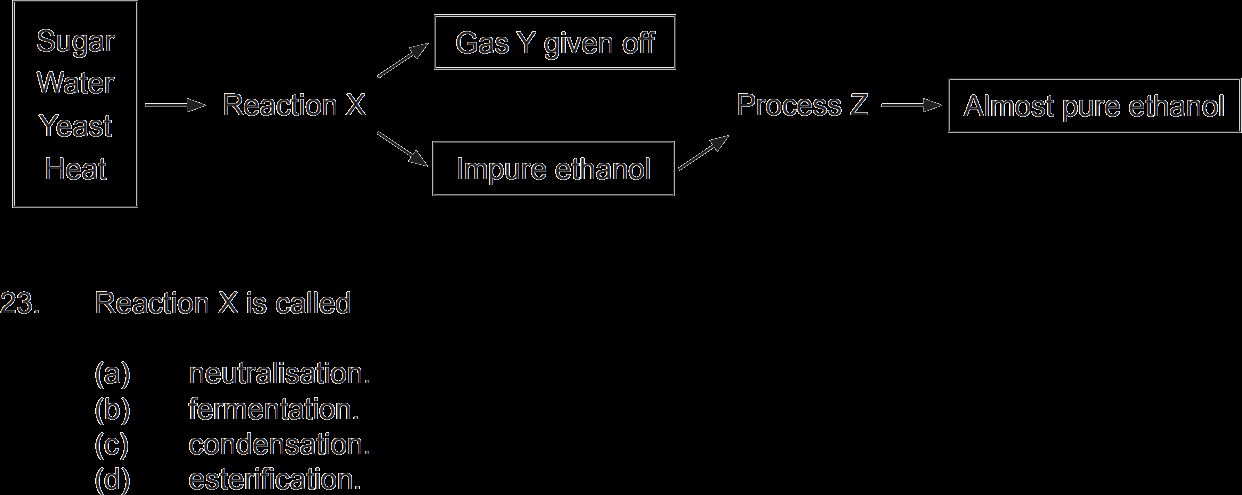 Sugar
Water
Yeast
Heat
Reaction X
Gas Y given off
Impure ethanol
Process Z
Almost pure ethanol
23. Reaction X is called
(a) neutralisation.
(b) fermentation.
(c) condensation.
(d) esterification.